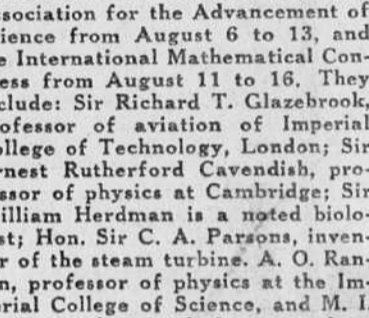 ssociation for the Advancement of
ience from August 6 to 13, and
e International Mathematical Con-
ess from August 11 to 16. They
clude: Sir Richard T. Glazebrook,
ofessor of aviation of Imperial
ollege of Technology, London; Sir
rnest Rutherford Cavendish, pro-
ssor of physics at Cambridge; Sir
illiam Herdman is a noted biolo-
st; Hon. Sir C. A. Parsons, inven-
r of the steam turbine. A. O. Ran-
n, professor of physics at the Im-
erial College of Science, and M. I.